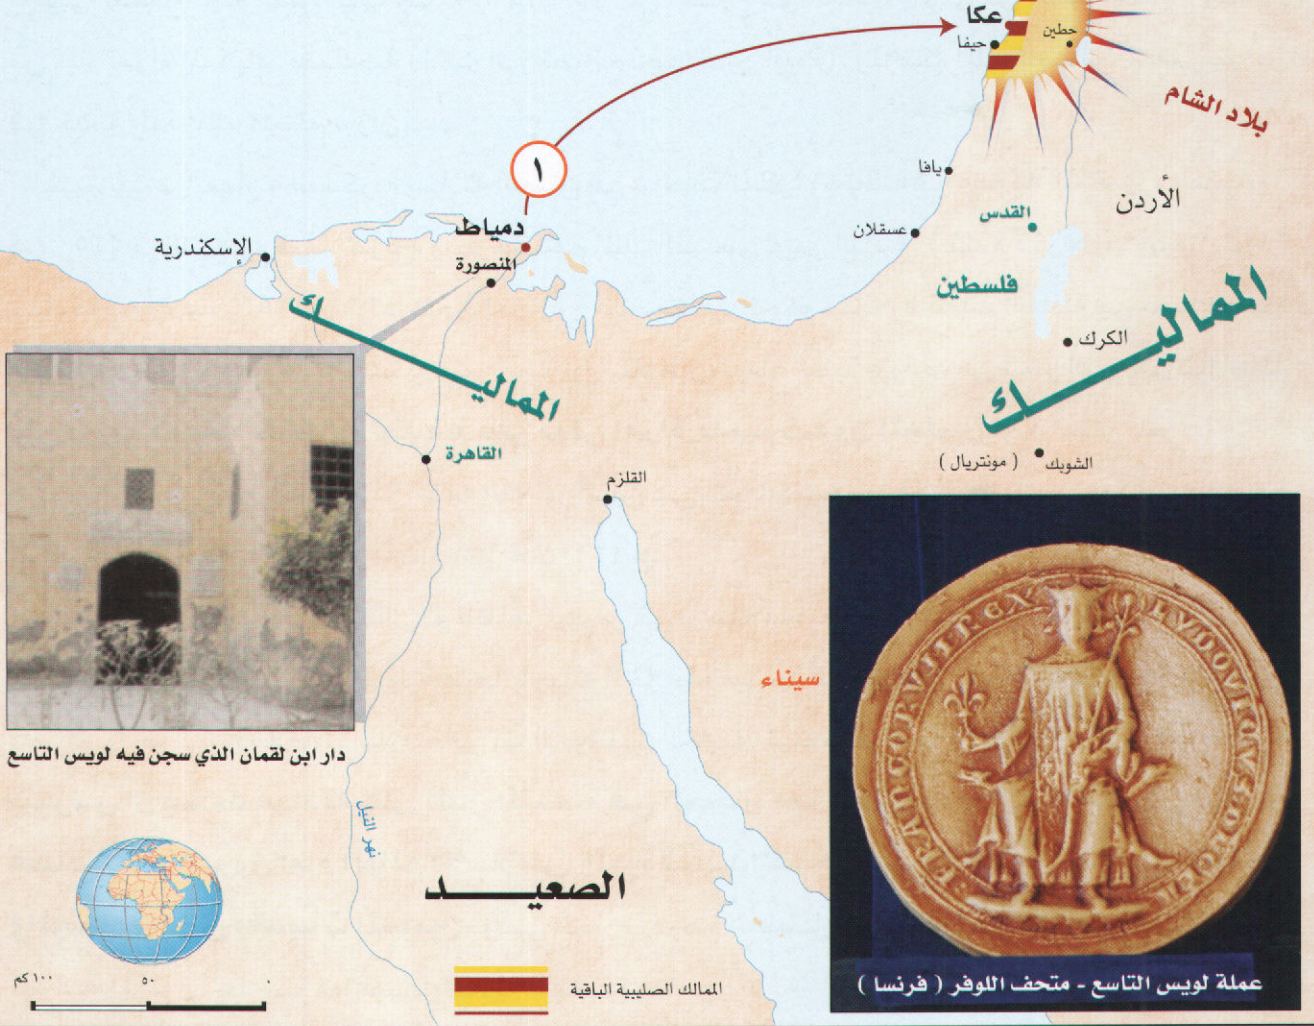 عكا
حطين
حيفا
بلاد الشام
١
يافا
الأردن
القدس
عسقلان
دمياط
الإسكندرية
المنصورة
فلسطين
المماليك
الكرك
المماليك
القاهرة
الشوبك ( مونتريال )
القلزم
سيناء
دار ابن لقمان الذي سجن فيه لويس التاسع
نهر النيل
الصعيد
٠ ٥٠ ١٠٠ كم
الممالك الصليبية الباقية
عملة لويس التاسع - متحف اللوفر ( فرنسا )